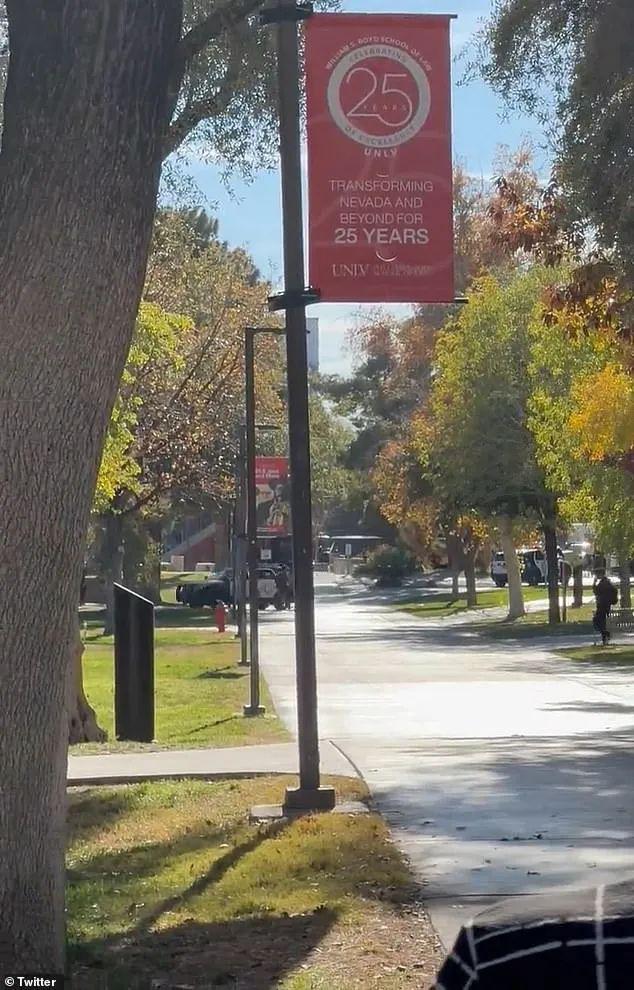 WILLIAM S. BOYD SCHOOL OF LAW
CELEBRATING
25
YEARS
OF EXCELLENCE
UNLV
TRANSFORMING
NEVADA AND
BEYOND FOR
25 YEARS
UNLV
© Twitter